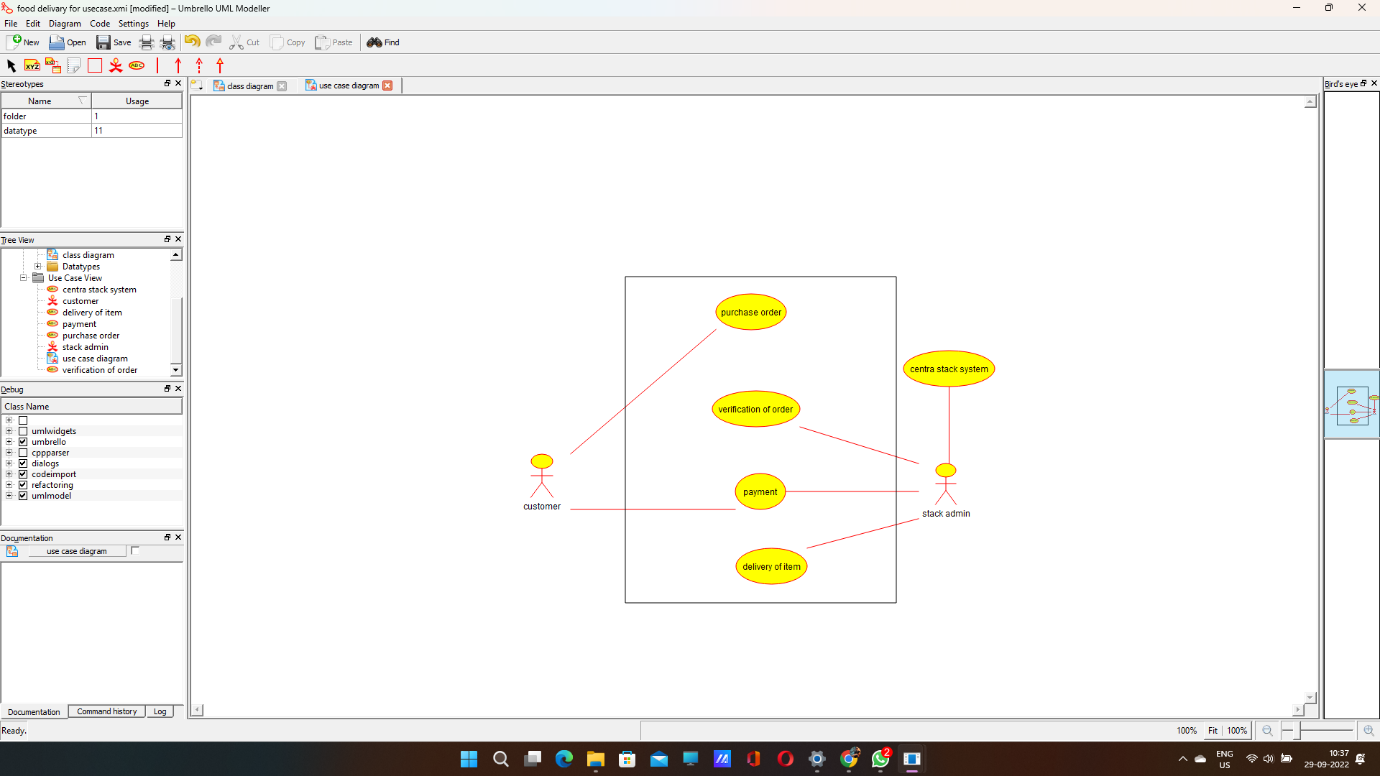 food delivary for usecase.xmi [modified] – Umbrello UML Modeller
File Edit Diagram Code Settings Help
New Open Save Cut Copy Paste Find
XYZ ABC
Stereotypes
Name Usage
folder 1
datatype 11
Tree View
class diagram
Datatypes
Use Case View
centra stack system
customer
delivery of item
payment
purchase order
stack admin
use case diagram
verification of order
Debug
Class Name
umlwidgets
umbrello
cppparser
dialogs
codeimport
refactoring
umlmodel
Documentation
use case diagram
Documentation Command history Log
Ready.
class diagram use case diagram
purchase order
centra stack system
verification of order
payment
customer
stack admin
delivery of item
Bird's eye
100% Fit 100%
2
ENG
US
10:37
29-09-2022